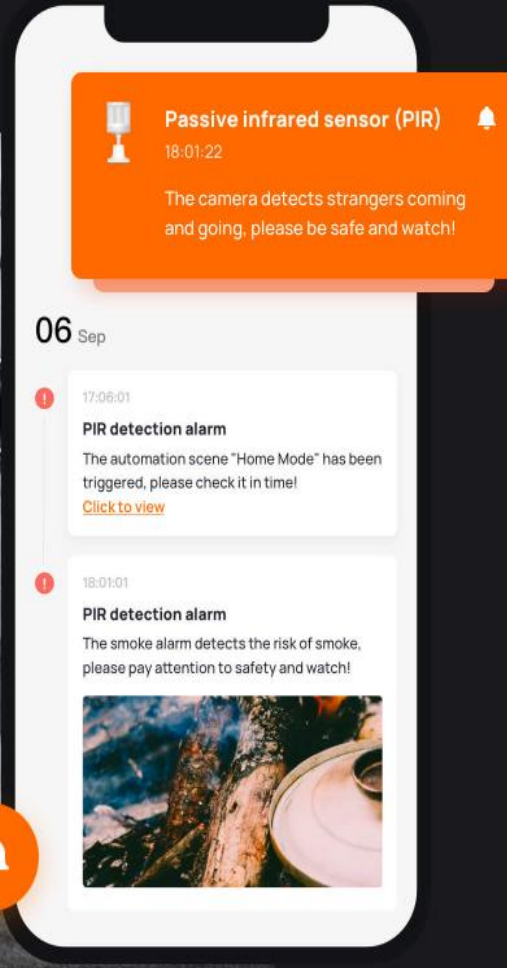 Passive infrared sensor (PIR)
18:01:22
The camera detects strangers coming
and going, please be safe and watch!
06 Sep
17:06:01
PIR detection alarm
The automation scene "Home Mode" has been
triggered, please check it in time!
Click to view
18:01:01
PIR detection alarm
The smoke alarm detects the risk of smoke,
please pay attention to safety and watch!